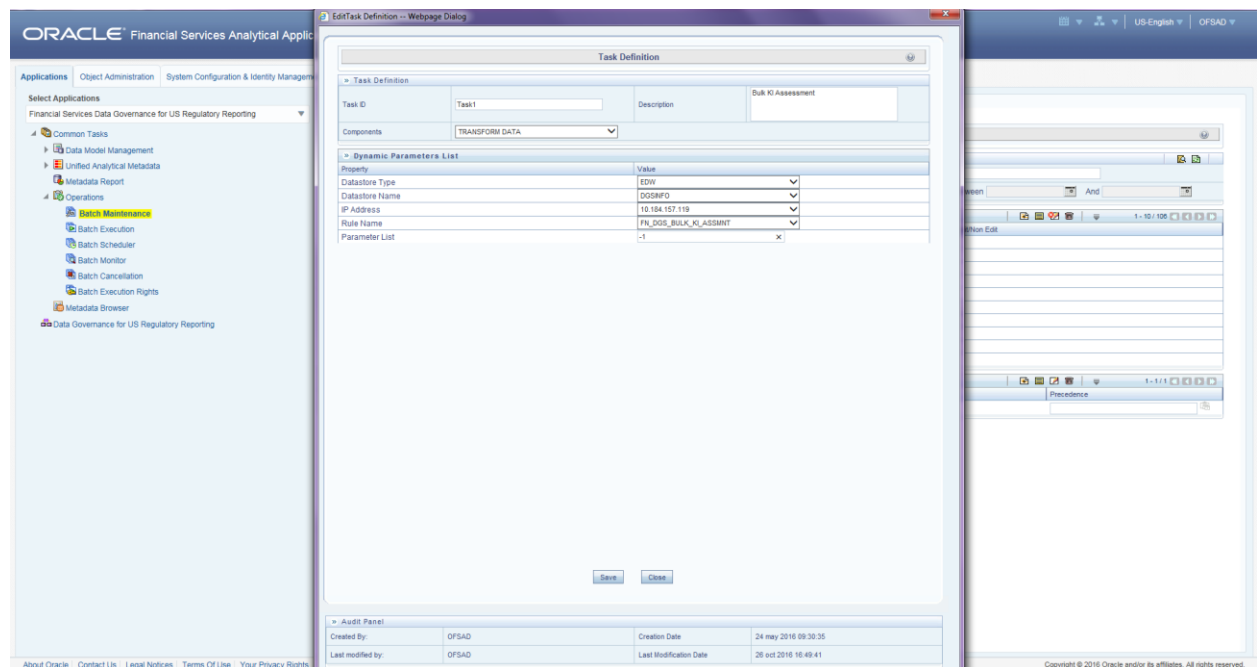 EditTask Definition -- Webpage Dialog
ORACLE Financial Services Analytical Applic
US-English
OFSAD
Applications
Object Administration
System Configuration & Identity Managem
Select Applications
Financial Services Data Governance for US Regulatory Reporting
Common Tasks
Data Model Management
Unified Analytical Metadata
Metadata Report
Operations
Batch Maintenance
Batch Execution
Batch Scheduler
Batch Monitor
Batch Cancellation
Batch Execution Rights
Metadata Browser
Data Governance for US Regulatory Reporting
Task Definition
» Task Definition
Task ID Task1 Description Bulk KI Assessment
Components TRANSFORM DATA
» Dynamic Parameters List
Property Value
Datastore Type EDW
Datastore Name DGSINFO
IP Address 10.184.157.119
Rule Name FN_DGS_BULK_KI_ASSMNT
Parameter List -1
Save Close
» Audit Panel
Created By: OFSAD Creation Date 24 may 2016 09:30:35
Last modified by: OFSAD Last Modification Date 26 oct 2016 16:49:41
ween And
1 - 10 / 106
/Non Edit
1 - 1 / 1
Precedence
About Oracle Contact Us Legal Notices Terms Of Use Your Privacy Rights
Copyright © 2016 Oracle and/or its affiliates. All rights reserved.